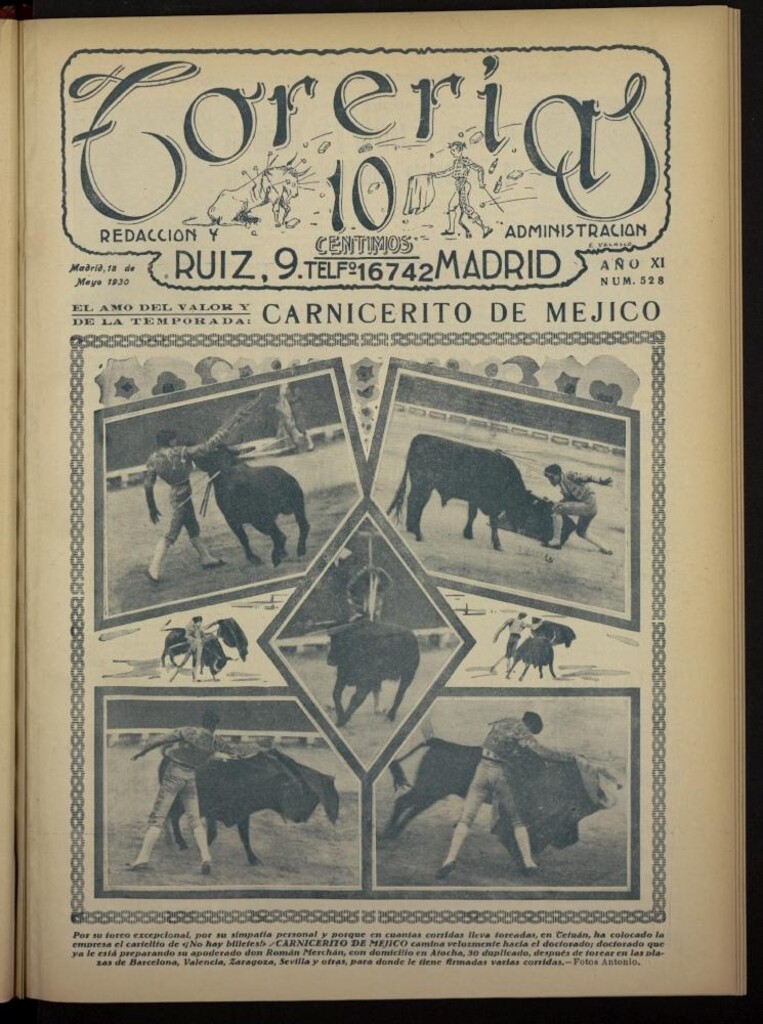 Torerias
10
CENTIMOS
REDACCION Y
ADMINISTRACIAN
RUIZ, 9. TELFº 16742 MADRID
Madrid, 18 de
Mayo 1930
AÑO XI
NUM. 528
EL AMO DEL VALOR Y
DE LA TEMPORADA:
CARNICERITO DE MEJICO
Por su toreo excepcional, por su simpatía personal y porque en cuantas corridas lleva toreadas, en Tetuán, ha colocado la
empresa el cartelito de «¡No hay billetes!» CARNICERITO DE MEJICO camina velozmente hacia el doctorado; doctorado que
ya le está preparando su apoderado don Román Merchán, con domicilio en Atocha, 30 duplicado, después de torear en las pla-
zas de Barcelona, Valencia, Zaragoza, Sevilla y otras, para donde le tiene firmadas varias corridas.—Fotos Antonio.